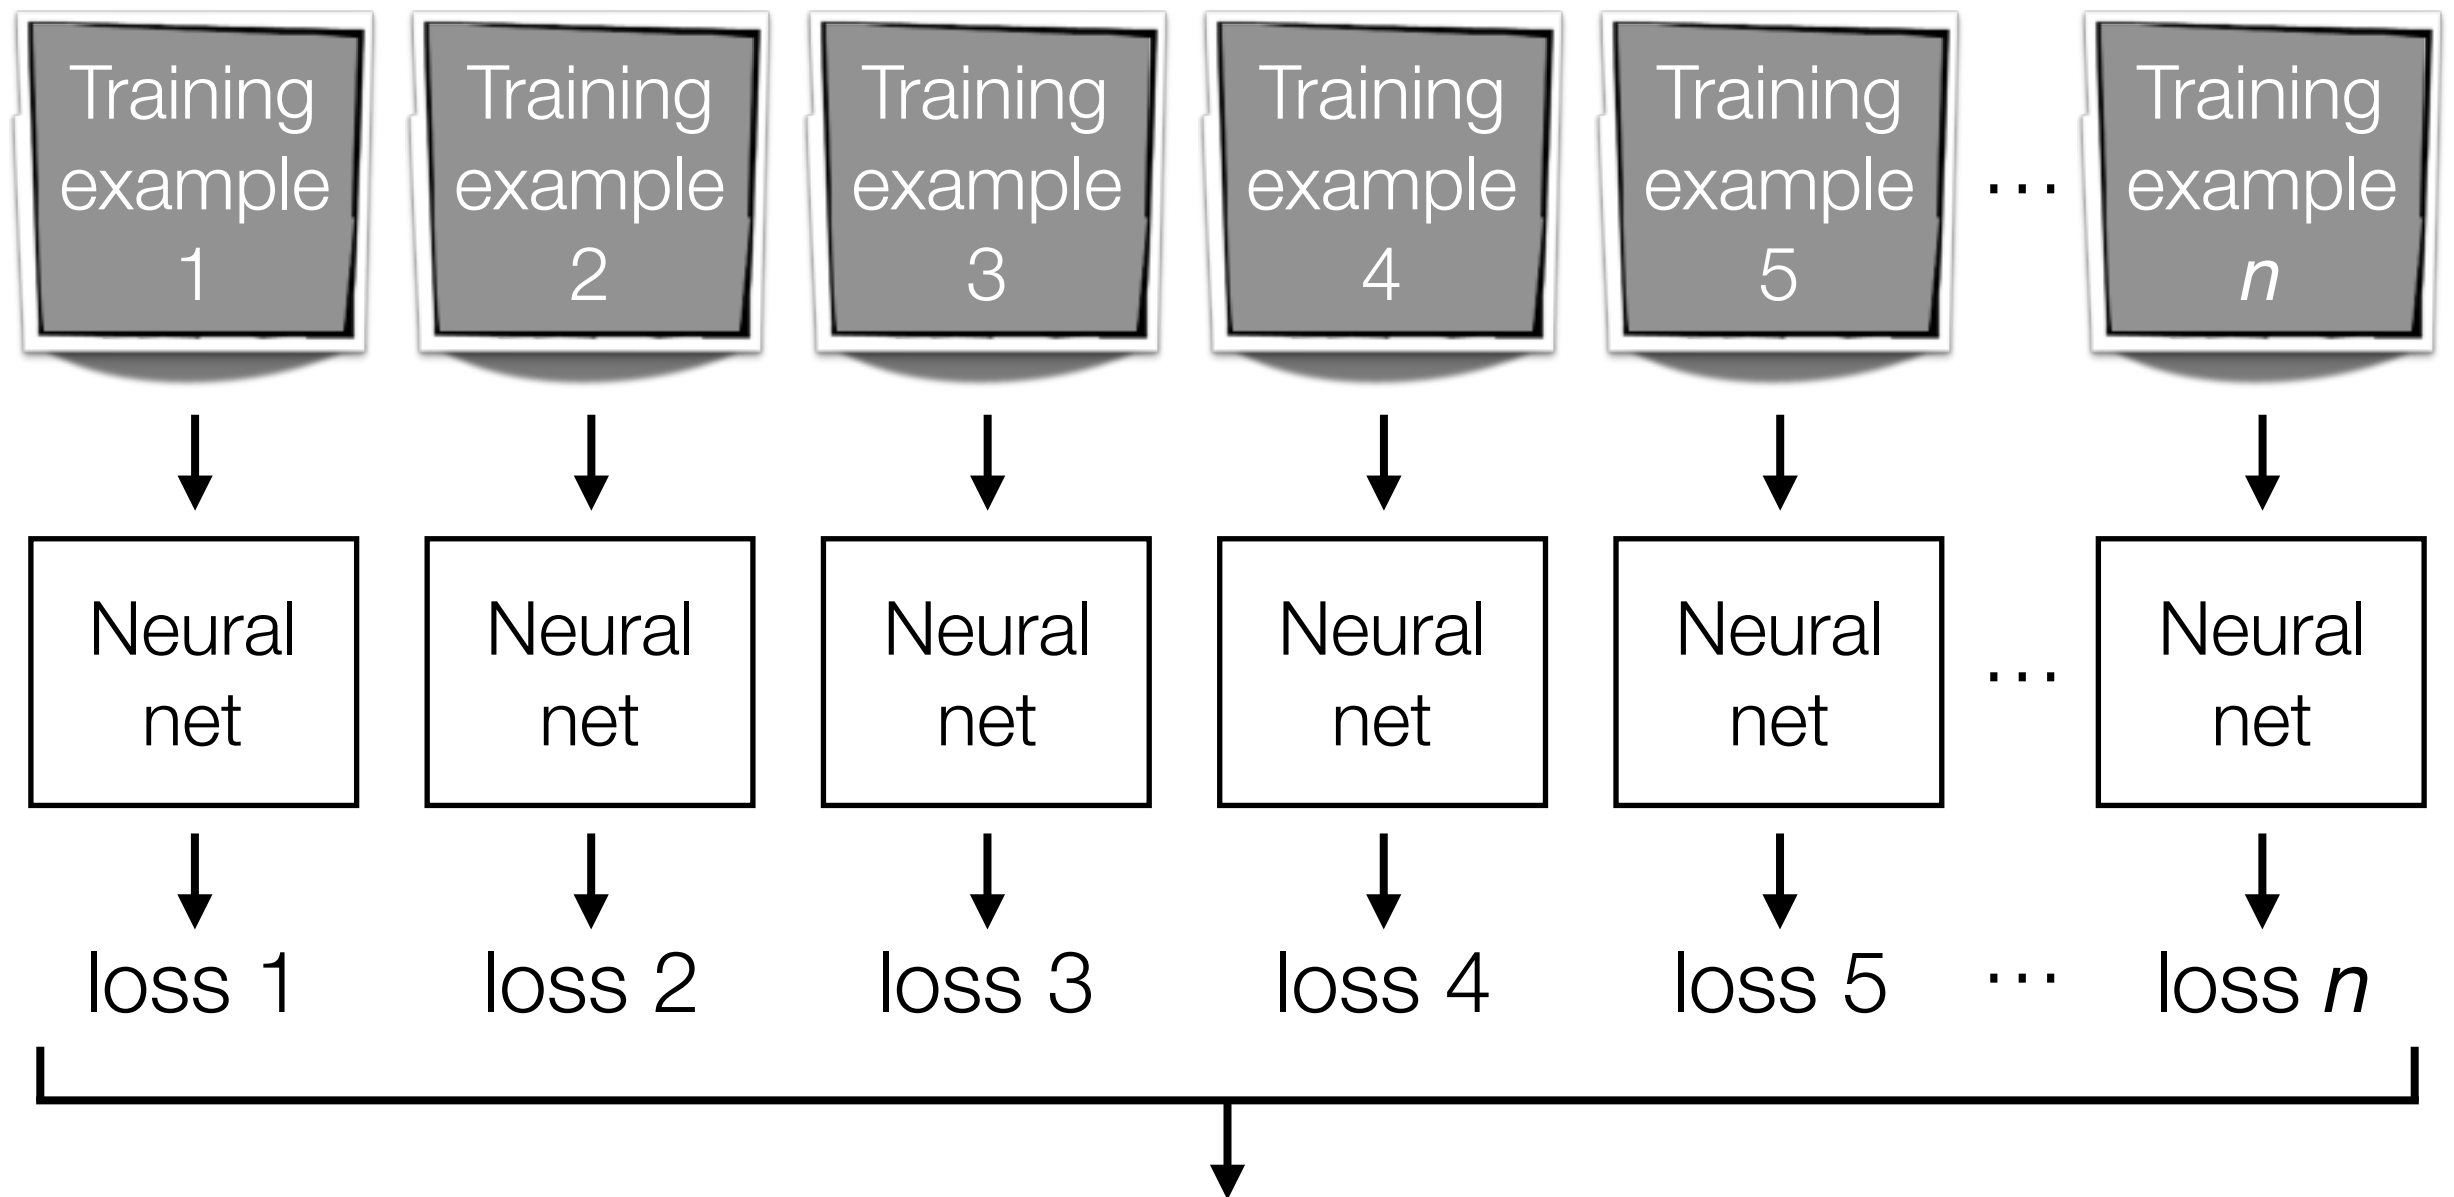 Training
example
1
Training
example
2
Training
example
3
Training
example
4
Training
example
5
...
Training
example
n
Neural
net
Neural
net
Neural
net
Neural
net
Neural
net
...
Neural
net
loss 1
loss 2
loss 3
loss 4
loss 5
...
loss n